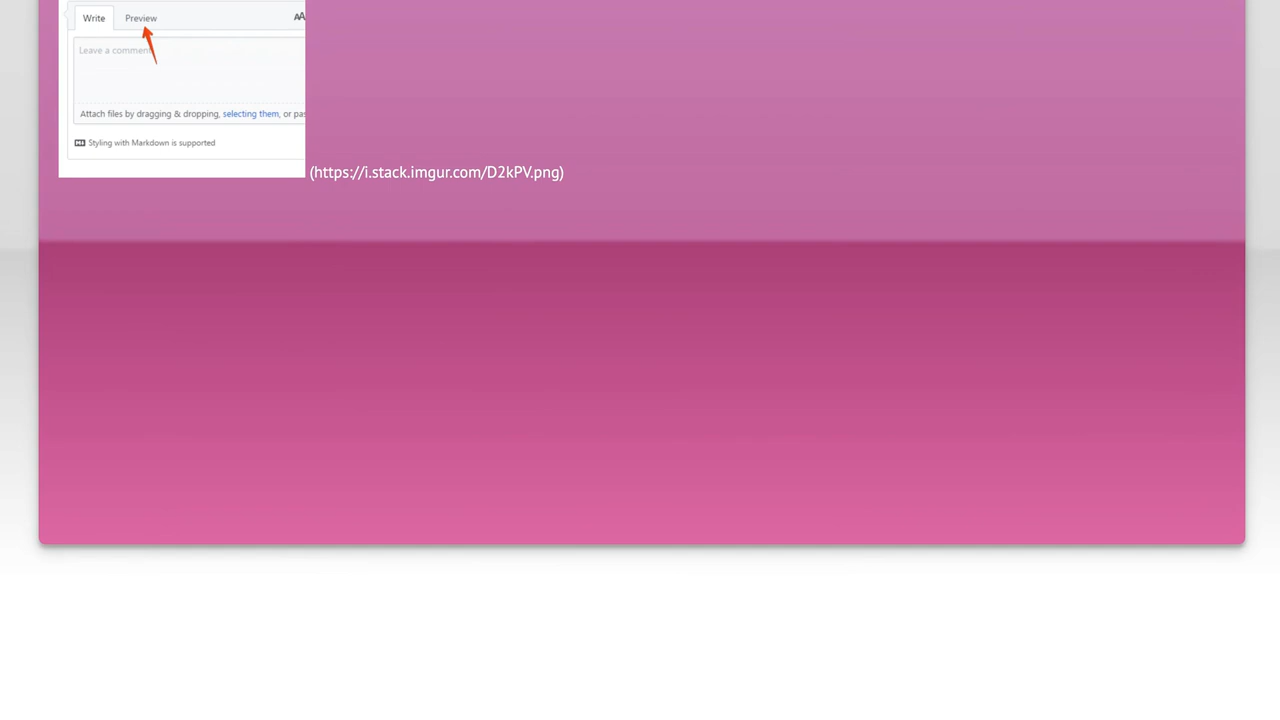 Write Preview AA
Leave a comment
Attach files by dragging & dropping, selecting them, or pas
Styling with Markdown is supported
(https://i.stack.imgur.com/D2kPV.png)